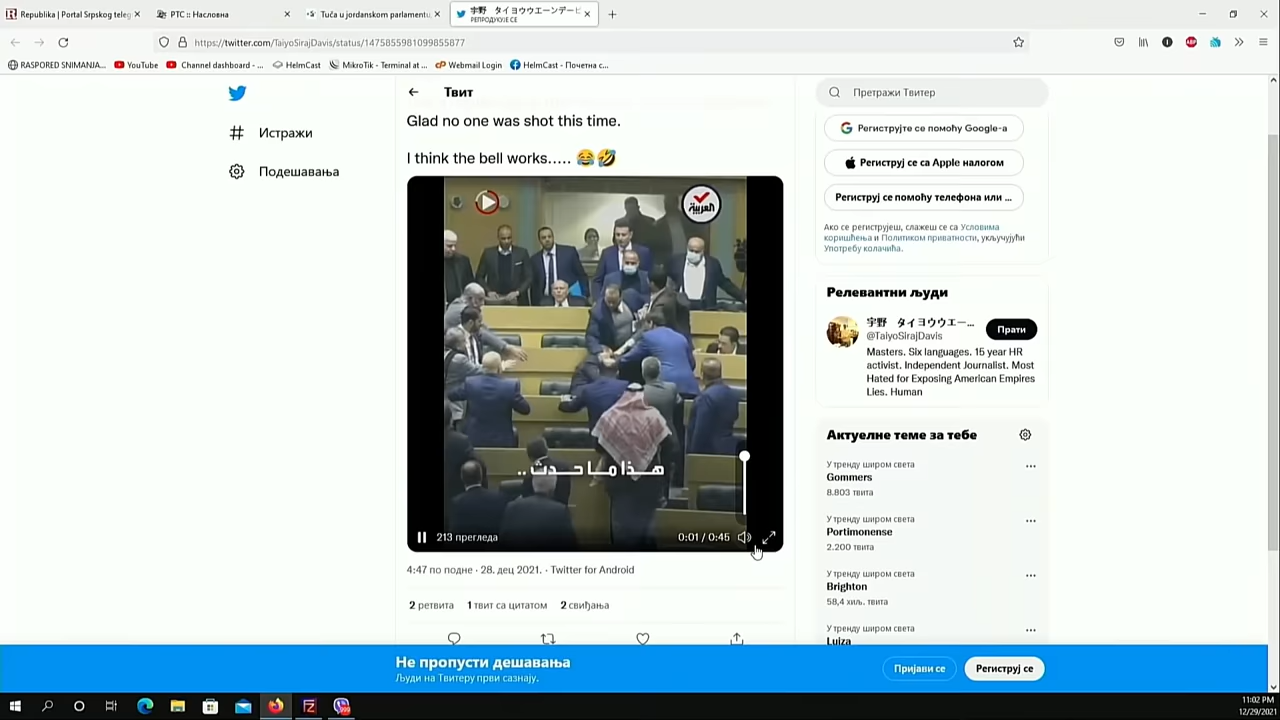 Republika | Portal Srpskog teleg
РТС :: Насловна
Tuča u jordanskom parlamentu,
宇野 タイヨウウエーンデービ
РЕПРОДУКУЈЕ СЕ
https://twitter.com/TaiyoSirajDavis/status/1475855981099855877
RASPORED SNIMANJA...
YouTube
Channel dashboard - ...
HelmCast
MikroTik - Terminal at ...
Webmail Login
HelmCast - Почетна с...
Истражи
Подешавања
Твит
Glad no one was shot this time.
I think the bell works..... 😂🤣
العربية
هذا ما حدث ..
213 прегледа
0:01 / 0:45
4:47 по подне · 28. дец 2021. · Twitter for Android
2 ретвита 1 твит са цитатом 2 свиђања
Претражи Твитер
Региструјте се помоћу Google-а
Региструј се са Apple налогом
Региструј се помоћу телефона или ...
Ако се региструјеш, слажеш се са Условима
коришћења и Политиком приватности, укључујући
Употребу колачића.
Релевантни људи
宇野 タイヨウウエー...
@TaiyoSirajDavis
Прати
Masters. Six languages. 15 year HR
activist. Independent Journalist. Most
Hated for Exposing American Empires
Lies. Human
Актуелне теме за тебе
У тренду широм света
Gommers
8.803 твита
У тренду широм света
Portimonense
2.200 твита
У тренду широм света
Brighton
58,4 хиљ. твита
У тренду широм света
Luiza
Не пропусти дешавања
Људи на Твитеру први сазнају.
Пријави се
Региструј се
11:02 PM
12/29/2021